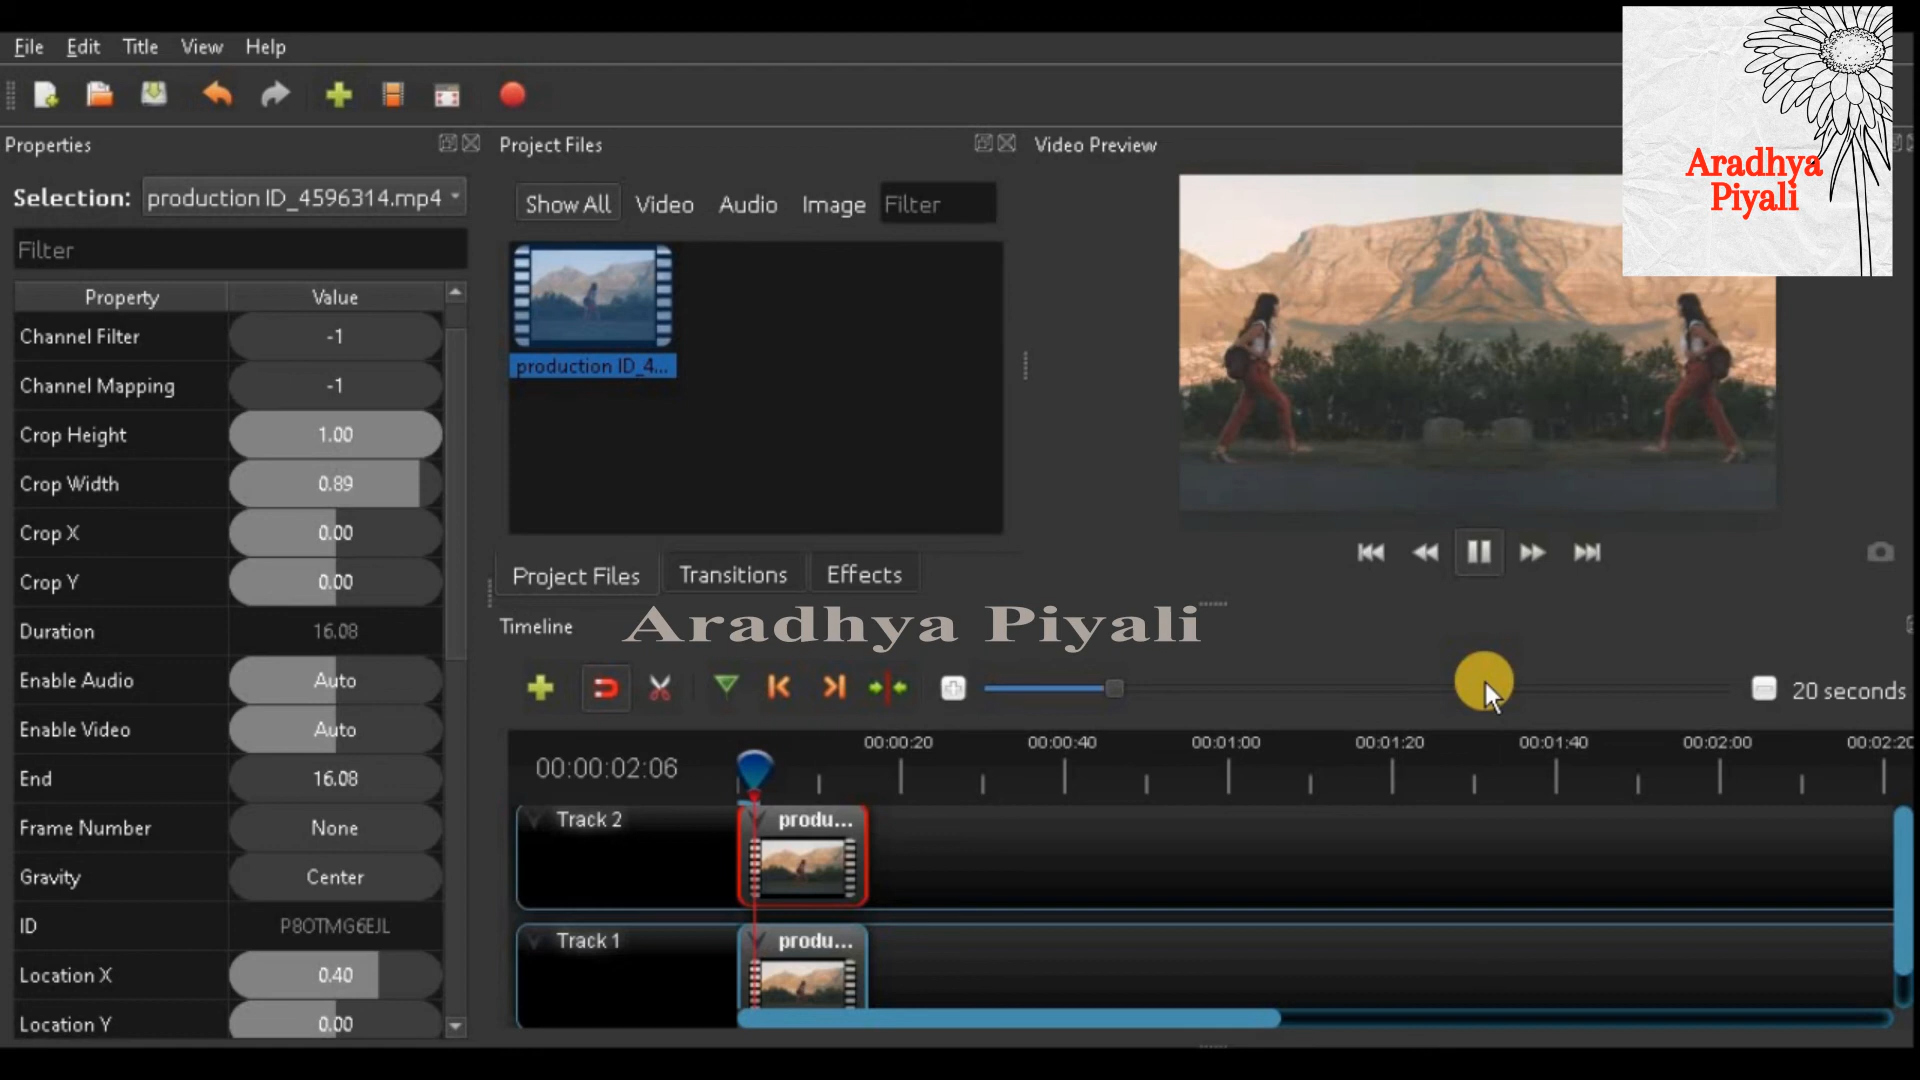 File Edit Title View Help
Aradhya
Piyali
Properties
Project Files
Video Preview
Selection: production ID_4596314.mp4
Show All Video Audio Image Filter
Filter
Property Value
production ID_4...
Channel Filter -1
Channel Mapping -1
Crop Height 1.00
Crop Width 0.89
Crop X 0.00
Crop Y 0.00
Duration 16.08
Enable Audio Auto
Enable Video Auto
End 16.08
Frame Number None
Gravity Center
ID P8OTMG6EJL
Location X 0.40
Location Y 0.00
Project Files Transitions Effects
Timeline
Aradhya Piyali
20 seconds
00:00:02:06
00:00:20 00:00:40 00:01:00 00:01:20 00:01:40 00:02:00 00:02:20
Track 2 produ...
Track 1 produ...